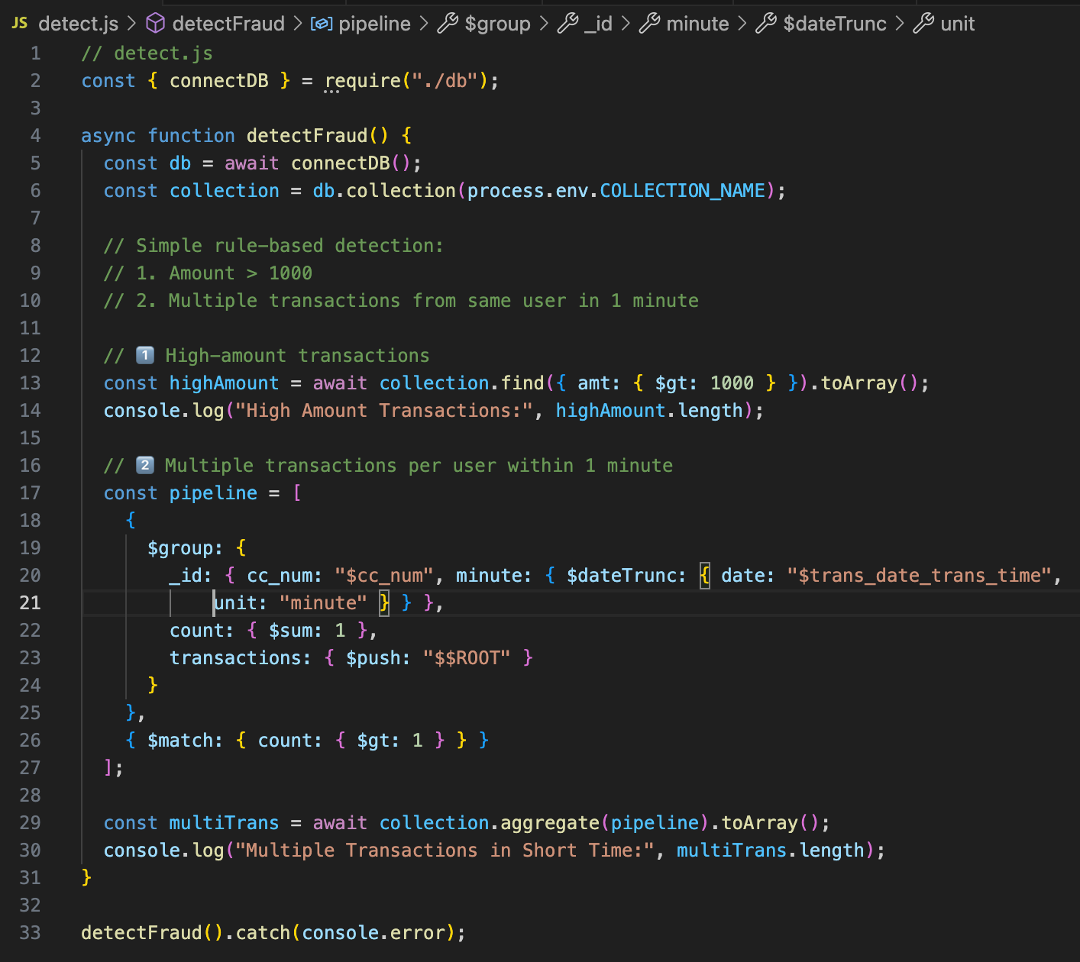 JS detect.js > detectFraud > pipeline > $group > _id > minute > $dateTrunc > unit
1 // detect.js
2 const { connectDB } = require("./db");
3
4 async function detectFraud() {
5   const db = await connectDB();
6   const collection = db.collection(process.env.COLLECTION_NAME);
7
8   // Simple rule-based detection:
9   // 1. Amount > 1000
10   // 2. Multiple transactions from same user in 1 minute
11
12   // 1️⃣ High-amount transactions
13   const highAmount = await collection.find({ amt: { $gt: 1000 } }).toArray();
14   console.log("High Amount Transactions:", highAmount.length);
15
16   // 2️⃣ Multiple transactions per user within 1 minute
17   const pipeline = [
18     {
19       $group: {
20         _id: { cc_num: "$cc_num", minute: { $dateTrunc: { date: "$trans_date_trans_time",
21             unit: "minute" } } },
22         count: { $sum: 1 },
23         transactions: { $push: "$$ROOT" }
24       }
25     },
26     { $match: { count: { $gt: 1 } } }
27   ];
28
29   const multiTrans = await collection.aggregate(pipeline).toArray();
30   console.log("Multiple Transactions in Short Time:", multiTrans.length);
31 }
32
33 detectFraud().catch(console.error);